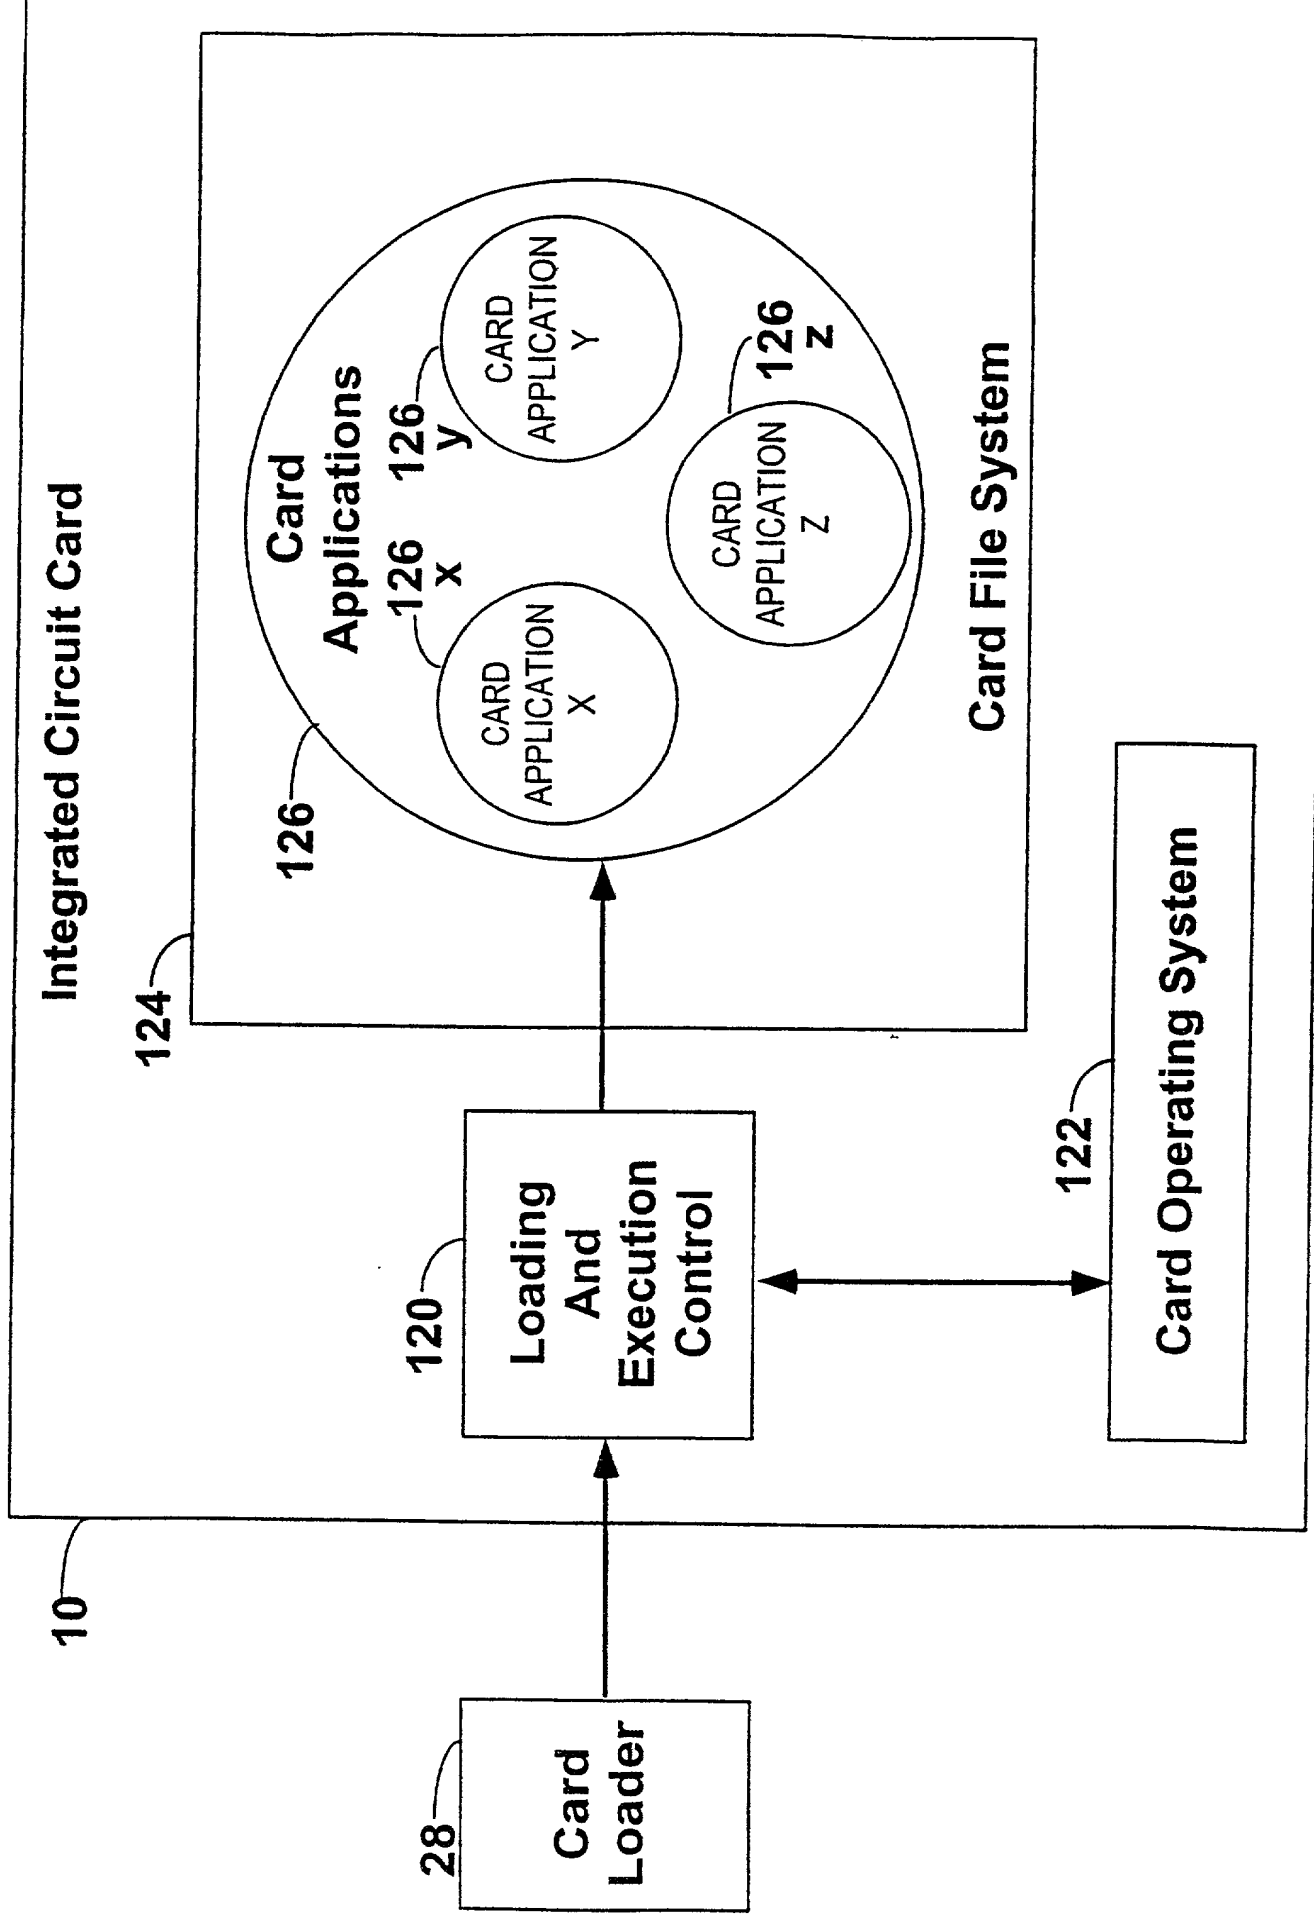 Integrated Circuit Card
10
124
126
Card
Applications
126
x
126
y
CARD
APPLICATION
X
CARD
APPLICATION
Y
126
z
CARD
APPLICATION
Z
Card File System
120
Loading
And
Execution
Control
28
Card
Loader
122
Card Operating System